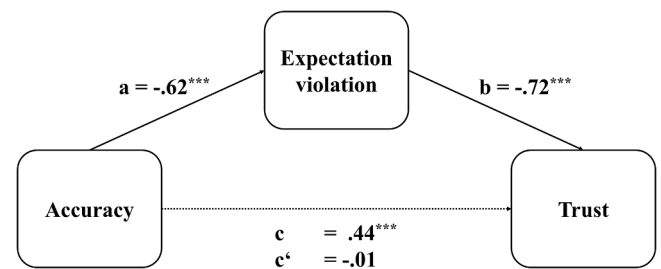 Expectation
violation
a = -.62***
b = -.72***
Accuracy
Trust
c = .44***
c‘ = -.01